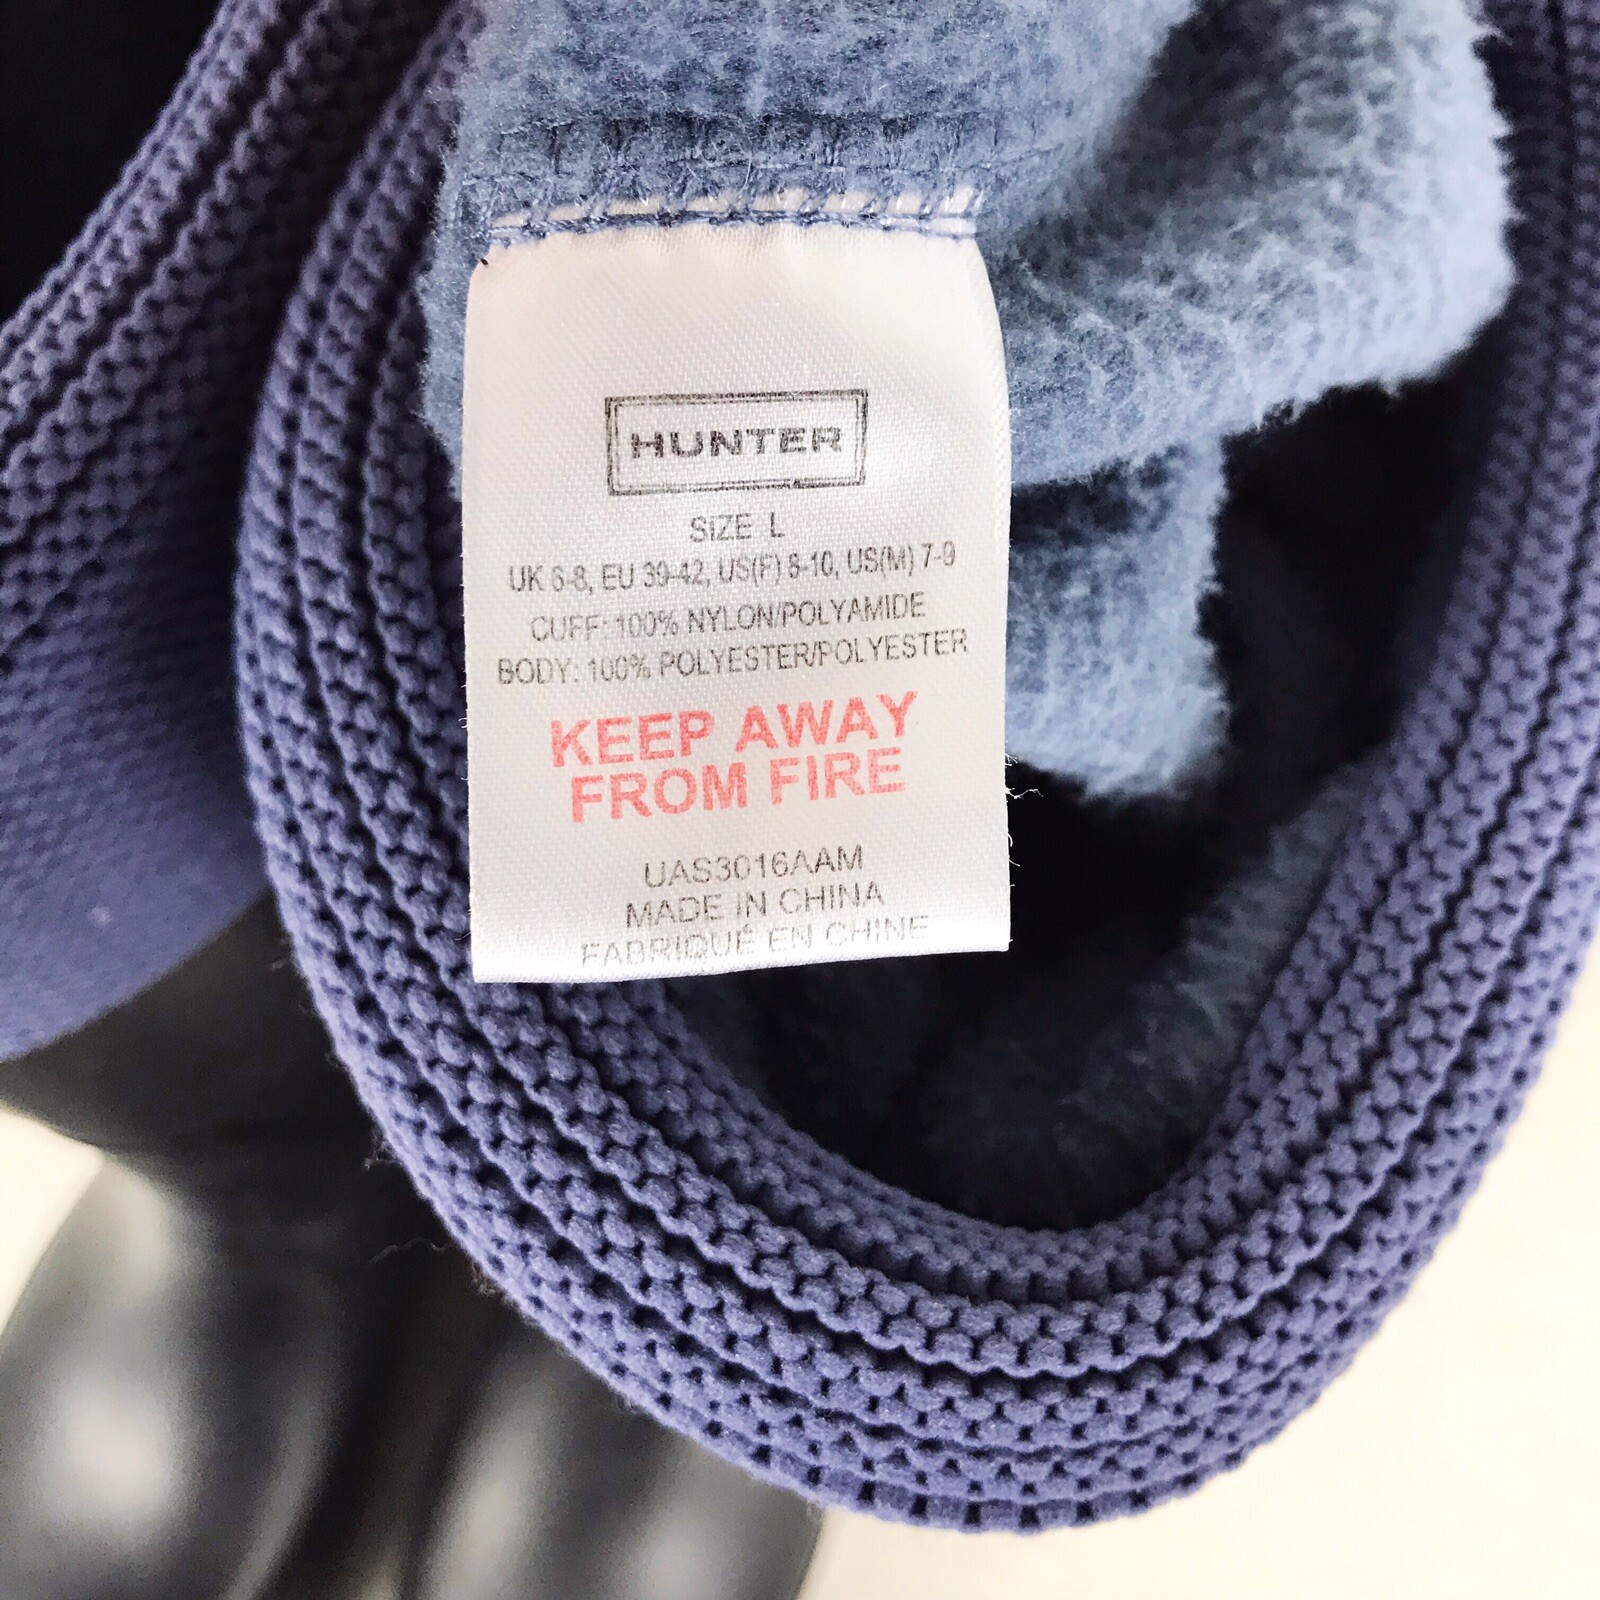 HUNTER
SIZE L
UK 6-8, EU 39-42, US(F) 8-10, US(M) 7-9
CUFF: 100% NYLON/POLYAMIDE
BODY: 100% POLYESTER/POLYESTER
KEEP AWAY
FROM FIRE
UAS3016AAM
MADE IN CHINA
FABRIQUÉ EN CHINE